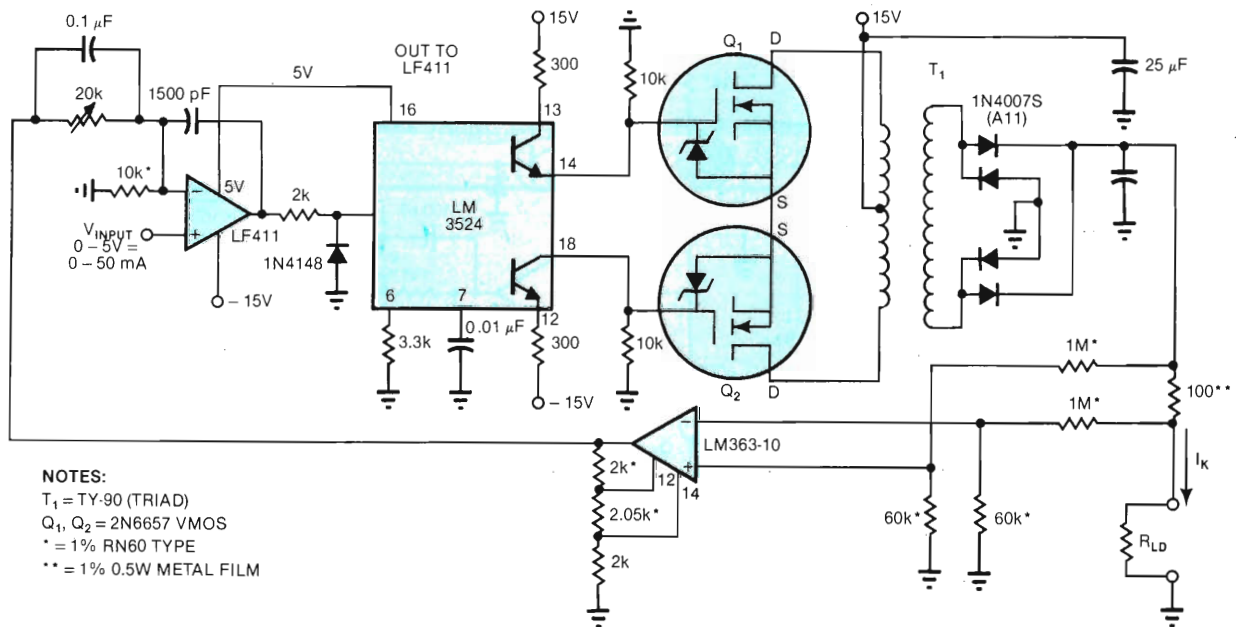 0.1 µF
20k
1500 pF
10k*
5V
OUT TO
LF411
5V
LF411
V_INPUT
0 – 5V =
0 – 50 mA
– 15V
2k
1N4148
16
LM
3524
13
14
18
12
6
7
3.3k
0.01 µF
15V
300
10k
300
– 15V
10k
Q1
D
S
S
Q2
D
15V
25 µF
T1
1N4007S
(A11)
1M*
1M*
100**
LM363-10
12
14
2k*
2.05k*
2k
60k*
60k*
IK
RLD
NOTES:
T1 = TY-90 (TRIAD)
Q1, Q2 = 2N6657 VMOS
* = 1% RN60 TYPE
** = 1% 0.5W METAL FILM
– +
– +